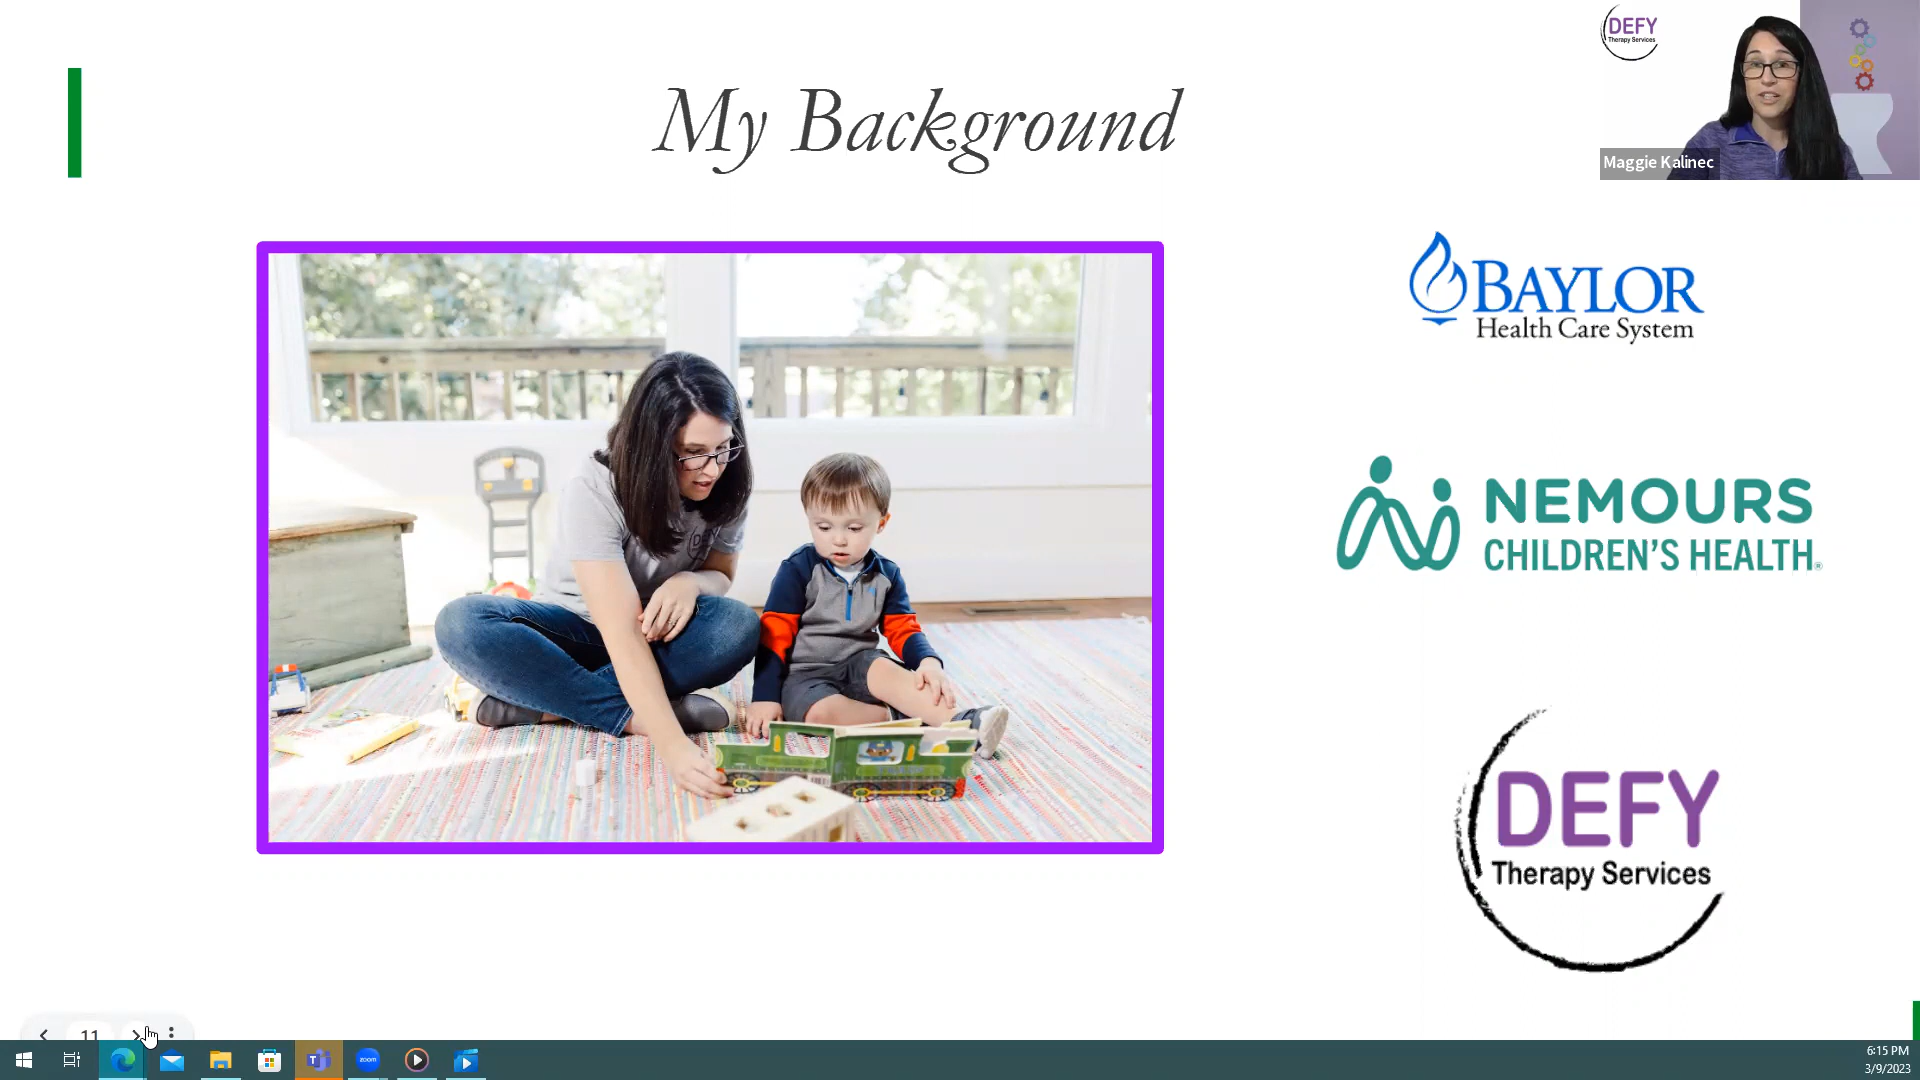 My Background
DEFY
Therapy Services
Maggie Kalinec
BAYLOR
Health Care System
NEMOURS
CHILDREN'S HEALTH®
DEFY
Therapy Services
11
zoom
6:15 PM
3/9/2023